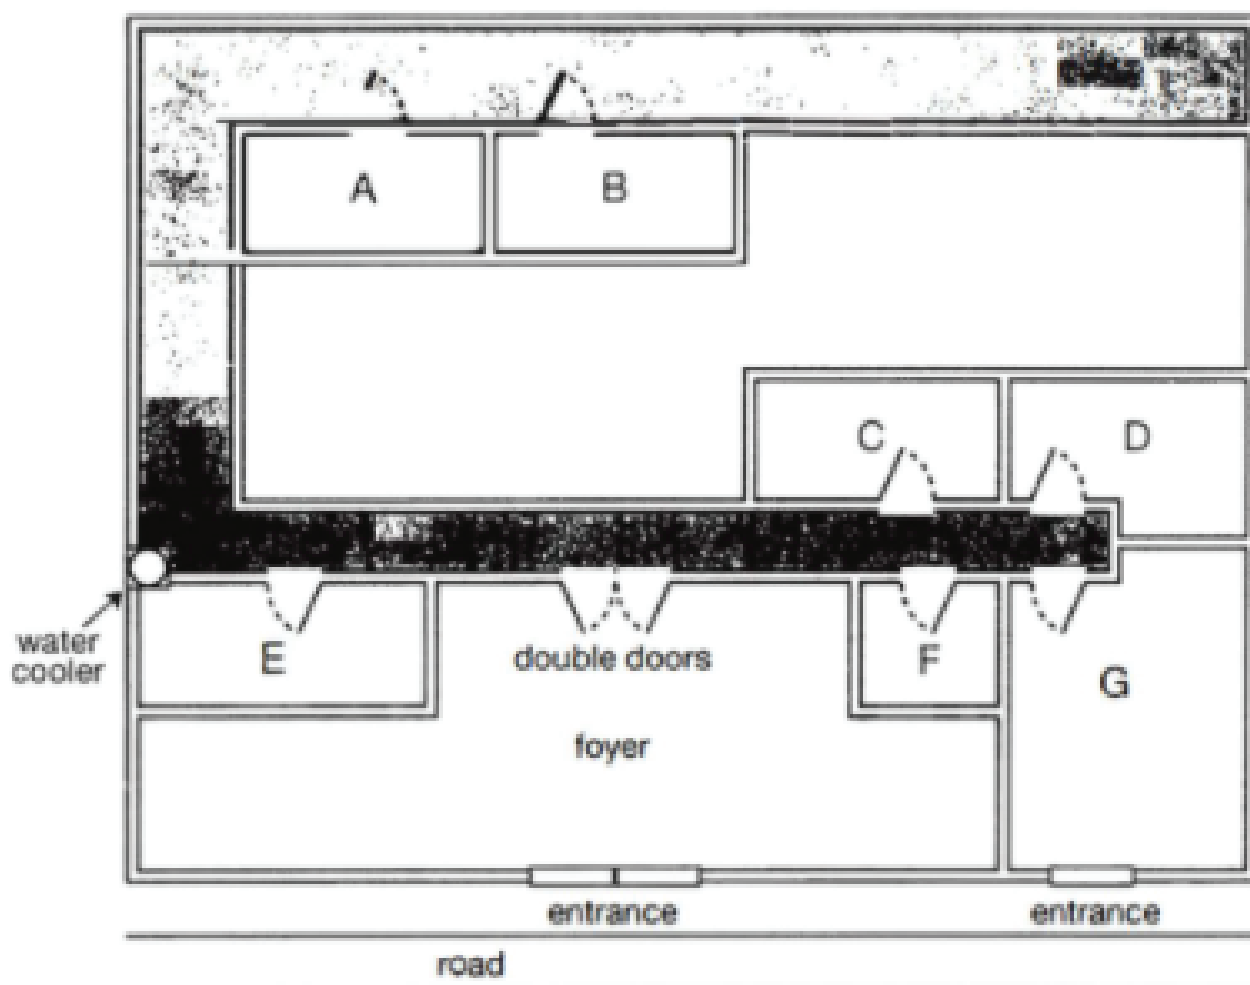 A
B
C
D
water
cooler
E
double doors
F
G
foyer
entrance
entrance
road